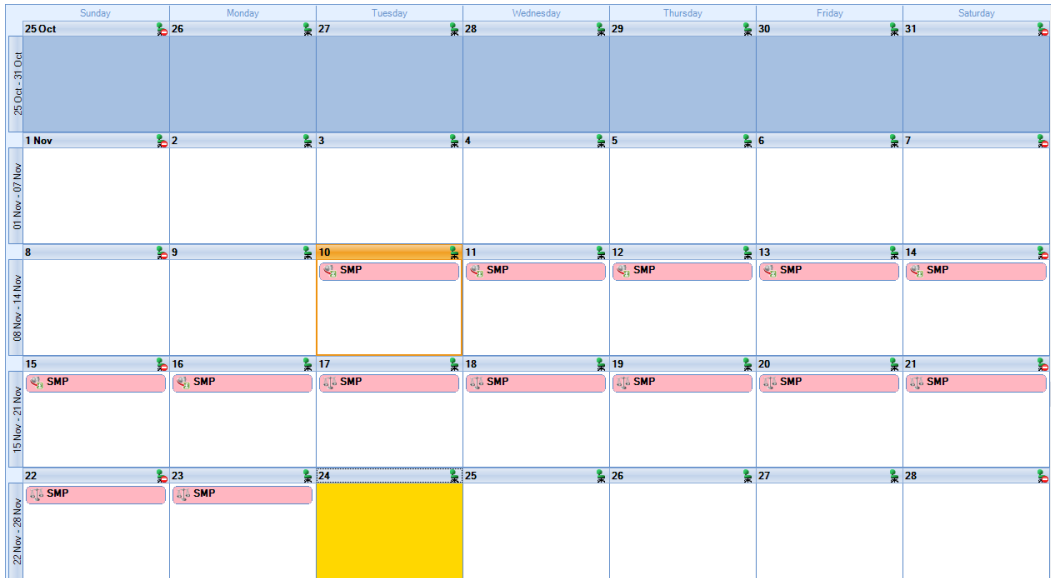 Sunday Monday Tuesday Wednesday Thursday Friday Saturday
25 Oct 26 27 28 29 30 31
25 Oct - 31 Oct
1 Nov 2 3 4 5 6 7
01 Nov - 07 Nov
8 9 10 11 12 13 14
SMP SMP SMP SMP SMP
08 Nov - 14 Nov
15 16 17 18 19 20 21
SMP SMP SMP SMP SMP SMP SMP
15 Nov - 21 Nov
22 23 24 25 26 27 28
SMP SMP
22 Nov - 28 Nov